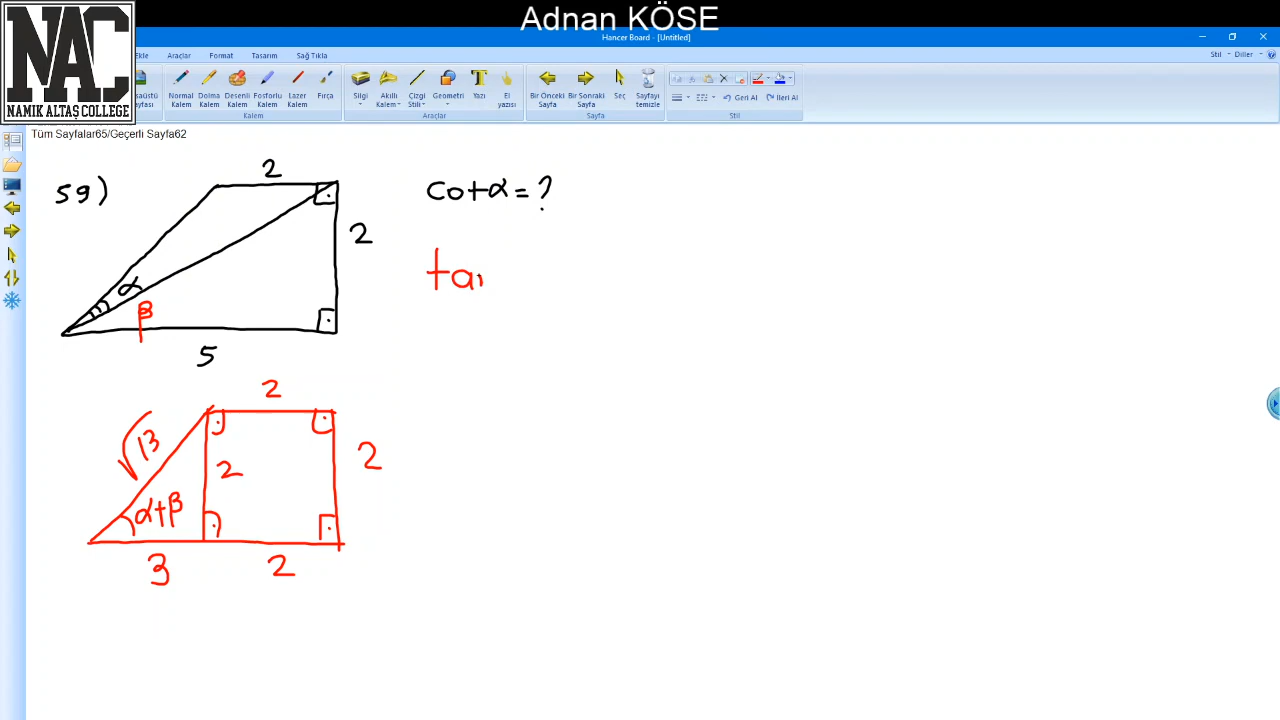 Adnan KÖSE
Hancer Board - [Untitled]
NAC
NAMIK ALTAŞ COLLEGE
Ekle Araçlar Format Tasarım Sağ Tıkla
Stil Diller
Normal Kalem
Dolma Kalem
Desenli Kalem
Fosforlu Kalem
Lazer Kalem
Fırça
Silgi
Akıllı Kalem
Çizgi Stili
Geometri
Yazı
El yazısı
Bir Önceki Sayfa
Bir Sonraki Sayfa
Seç
Sayfayı temizle
Geri Al
İleri Al
Kalem Araçlar Sayfa Stil
Tüm Sayfalar65/Geçerli Sayfa62
59)
2
cotα = ?
2
ta
α
β
5
2
√13
2
2
α+β
3
2